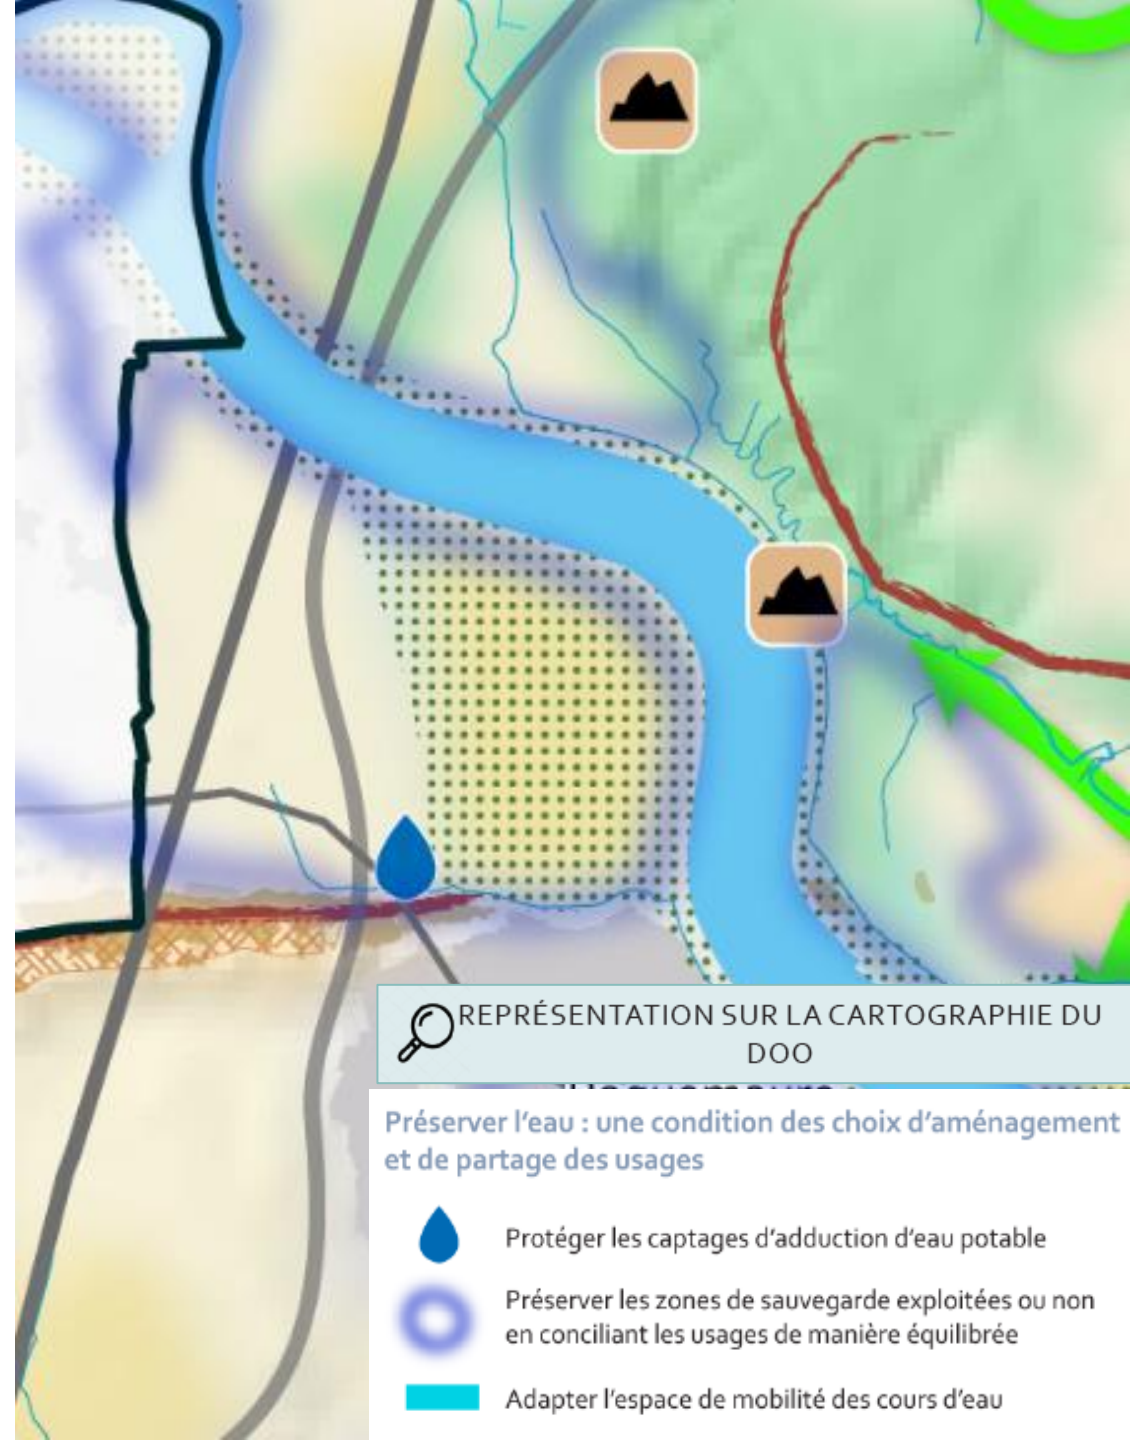 REPRÉSENTATION SUR LA CARTOGRAPHIE DU
DOO
Préserver l'eau : une condition des choix d'aménagement
et de partage des usages
Protéger les captages d'adduction d'eau potable
Préserver les zones de sauvegarde exploitées ou non
en conciliant les usages de manière équilibrée
Adapter l'espace de mobilité des cours d'eau